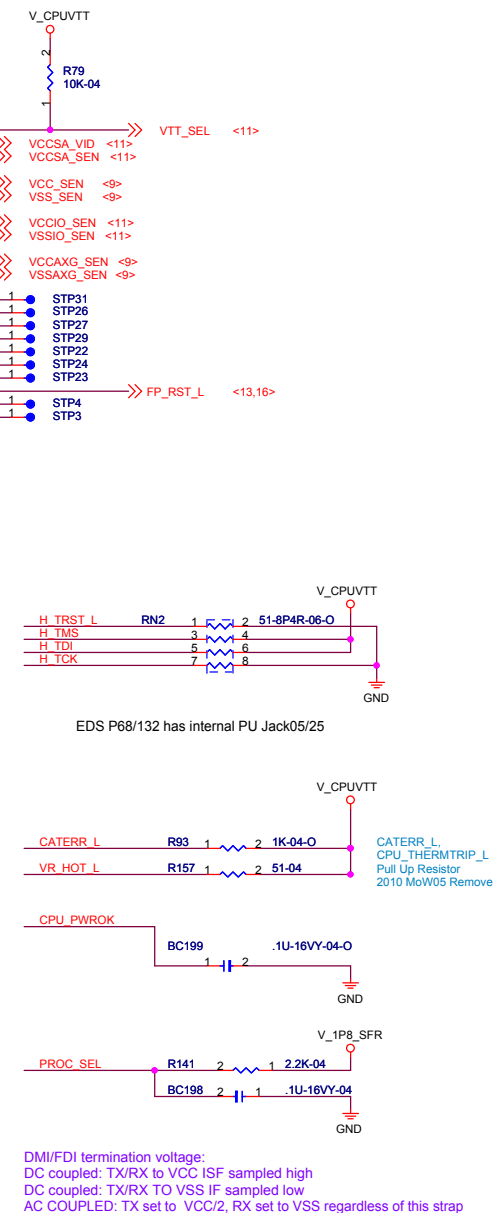 V_CPUVTT
2
R79
10K-04
1
VTT_SEL <11>
VCCSA_VID <11>
VCCSA_SEN <11>
VCC_SEN <9>
VSS_SEN <9>
VCCIO_SEN <11>
VSSIO_SEN <11>
VCCAXG_SEN <9>
VSSAXG_SEN <9>
1 STP31
1 STP26
1 STP27
1 STP29
1 STP22
1 STP24
1 STP23
FP_RST_L <13,16>
1 STP4
1 STP3
V_CPUVTT
H_TRST_L RN2 1 2 51-8P4R-06-O
H_TMS 3 4
H_TDI 5 6
H_TCK 7 8
GND
EDS P68/132 has internal PU Jack05/25
V_CPUVTT
CATERR_L R93 1 2 1K-04-O
VR_HOT_L R157 1 2 51-04
CATERR_L,
CPU_THERMTRIP_L
Pull Up Resistor
2010 MoW05 Remove
CPU_PWROK
BC199 .1U-16VY-04-O
1 2
GND
V_1P8_SFR
PROC_SEL R141 2 1 2.2K-04
BC198 2 1 .1U-16VY-04
GND
DMI/FDI termination voltage:
DC coupled: TX/RX to VCC ISF sampled high
DC coupled: TX/RX TO VSS IF sampled low
AC COUPLED: TX set to VCC/2, RX set to VSS regardless of this strap